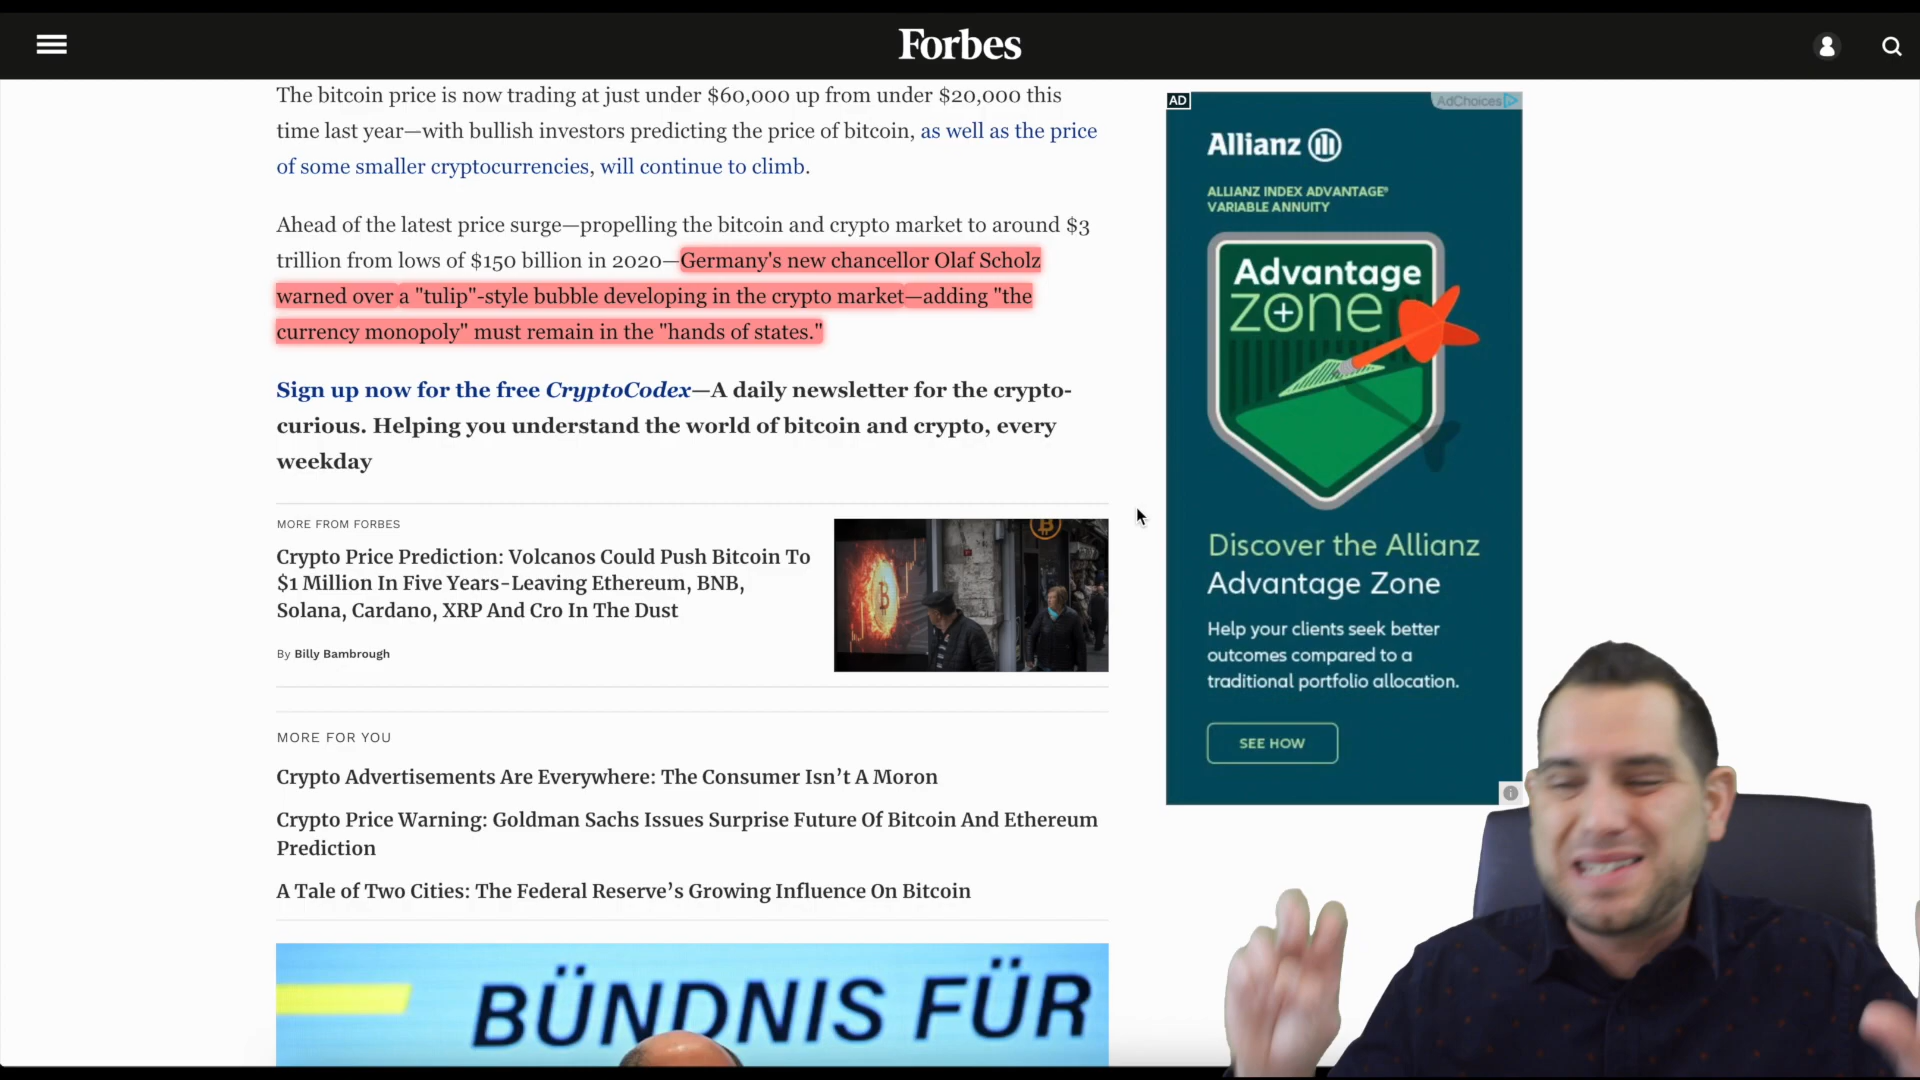 Forbes
The bitcoin price is now trading at just under $60,000 up from under $20,000 this
time last year—with bullish investors predicting the price of bitcoin, as well as the price
of some smaller cryptocurrencies, will continue to climb.
Ahead of the latest price surge—propelling the bitcoin and crypto market to around $3
trillion from lows of $150 billion in 2020—Germany's new chancellor Olaf Scholz
warned over a "tulip"-style bubble developing in the crypto market—adding "the
currency monopoly" must remain in the "hands of states."
Sign up now for the free CryptoCodex—A daily newsletter for the crypto-
curious. Helping you understand the world of bitcoin and crypto, every
weekday
MORE FROM FORBES
Crypto Price Prediction: Volcanos Could Push Bitcoin To
$1 Million In Five Years-Leaving Ethereum, BNB,
Solana, Cardano, XRP And Cro In The Dust
By Billy Bambrough
MORE FOR YOU
Crypto Advertisements Are Everywhere: The Consumer Isn’t A Moron
Crypto Price Warning: Goldman Sachs Issues Surprise Future Of Bitcoin And Ethereum
Prediction
A Tale of Two Cities: The Federal Reserve’s Growing Influence On Bitcoin
BÜNDNIS FÜR
AD
AdChoices
Allianz
ALLIANZ INDEX ADVANTAGE®
VARIABLE ANNUITY
Advantage
zone
Discover the Allianz
Advantage Zone
Help your clients seek better
outcomes compared to a
traditional portfolio allocation.
SEE HOW